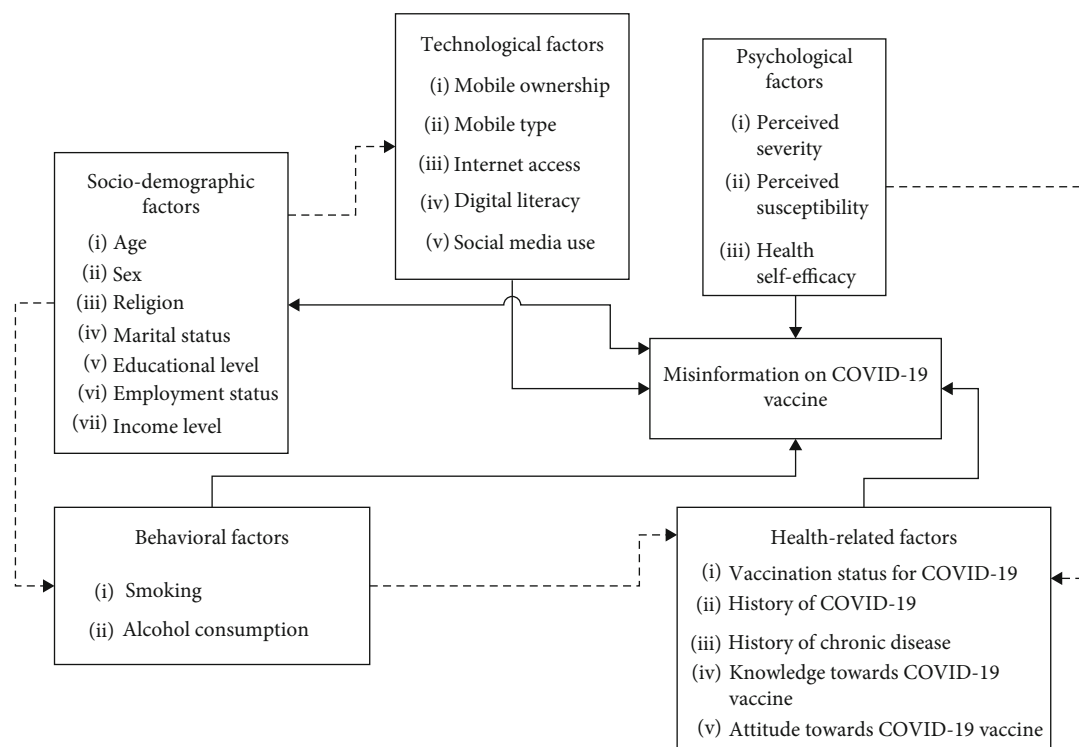 Technological factors
(i) Mobile ownership
(ii) Mobile type
(iii) Internet access
(iv) Digital literacy
(v) Social media use
Psychological
factors
(i) Perceived
severity
(ii) Perceived
susceptibility
(iii) Health
self-efficacy
Socio-demographic
factors
(i) Age
(ii) Sex
(iii) Religion
(iv) Marital status
(v) Educational level
(vi) Employment status
(vii) Income level
Misinformation on COVID-19
vaccine
Behavioral factors
(i) Smoking
(ii) Alcohol consumption
Health-related factors
(i) Vaccination status for COVID-19
(ii) History of COVID-19
(iii) History of chronic disease
(iv) Knowledge towards COVID-19
vaccine
(v) Attitude towards COVID-19 vaccine